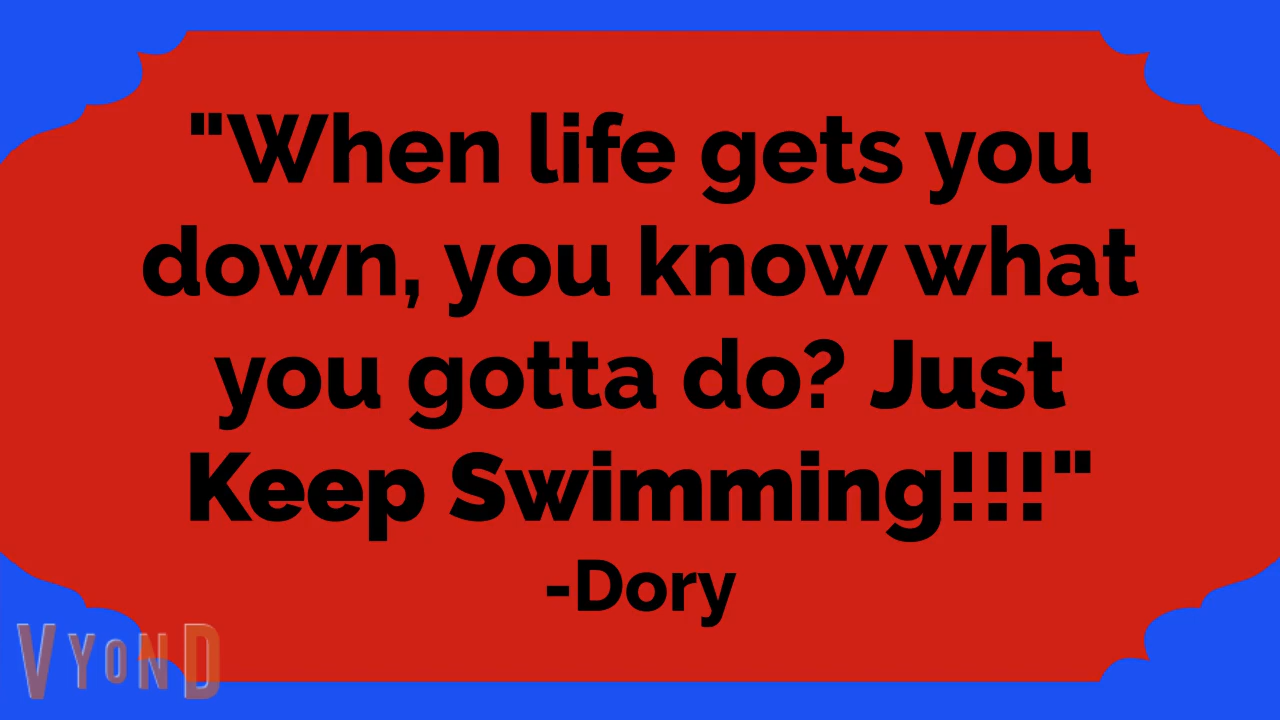 "When life gets you
down, you know what
you gotta do? Just
Keep Swimming!!!"
-Dory
VYOND